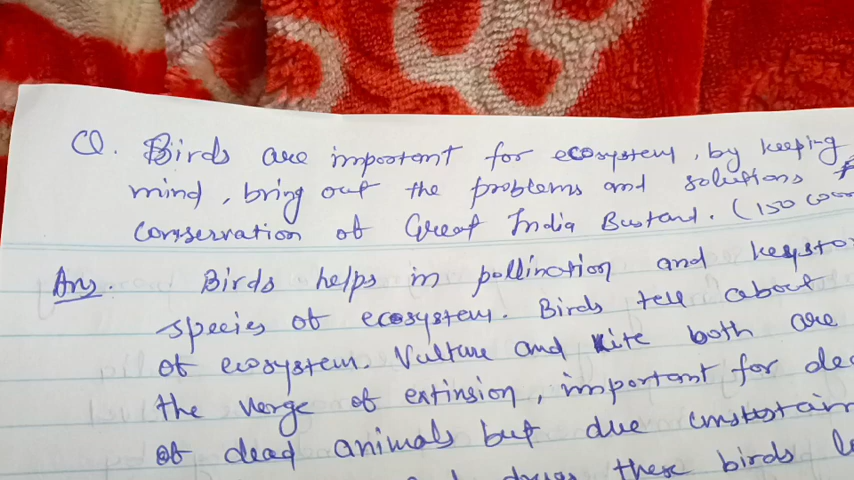 Q. Birds are important for ecosystem, by keeping
mind, bring out the problems and solutions
conservation of Great India Bustard. (150
Ans. Birds helps in pollination and
species of ecosystem. Birds tell about
of ecosystem. Vulture and kite both are
the verge of extinsion, important for
of dead animals but due
drugs these birds